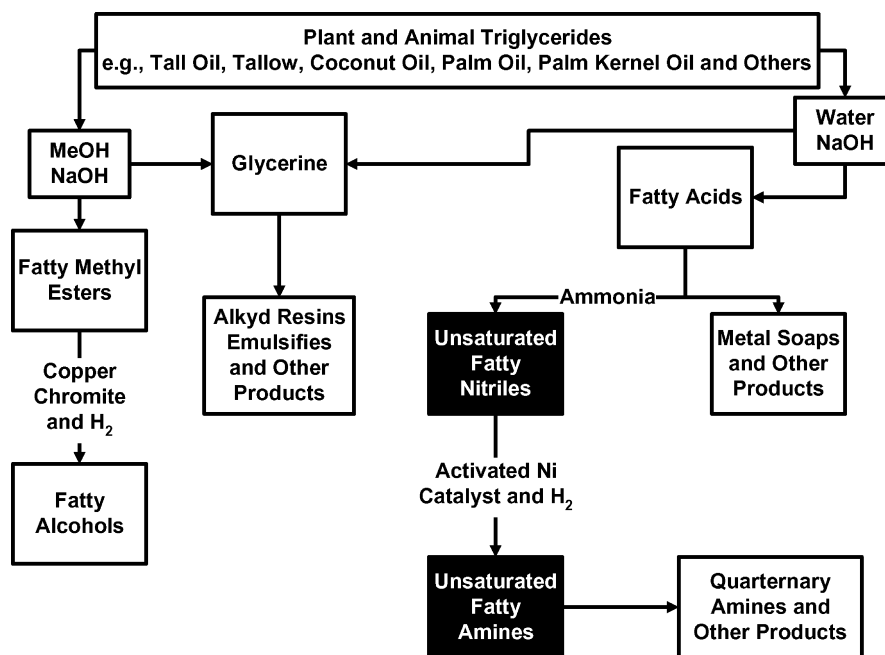 Plant and Animal Triglycerides
e.g., Tall Oil, Tallow, Coconut Oil, Palm Oil, Palm Kernel Oil and Others
MeOH
NaOH
Glycerine
Water
NaOH
Fatty Acids
Fatty Methyl
Esters
Ammonia
Alkyd Resins
Emulsifies
and Other
Products
Unsaturated
Fatty
Nitriles
Metal Soaps
and Other
Products
Copper
Chromite
and H₂
Activated Ni
Catalyst and H₂
Fatty
Alcohols
Unsaturated
Fatty
Amines
Quarternary
Amines and
Other Products